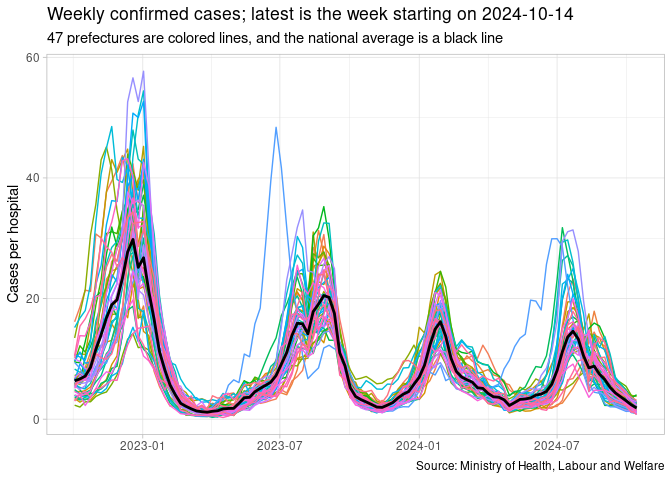 Weekly confirmed cases; latest is the week starting on 2024-10-14
47 prefectures are colored lines, and the national average is a black line
Cases per hospital
60
40
20
0
2023-01 2023-07 2024-01 2024-07
Source: Ministry of Health, Labour and Welfare